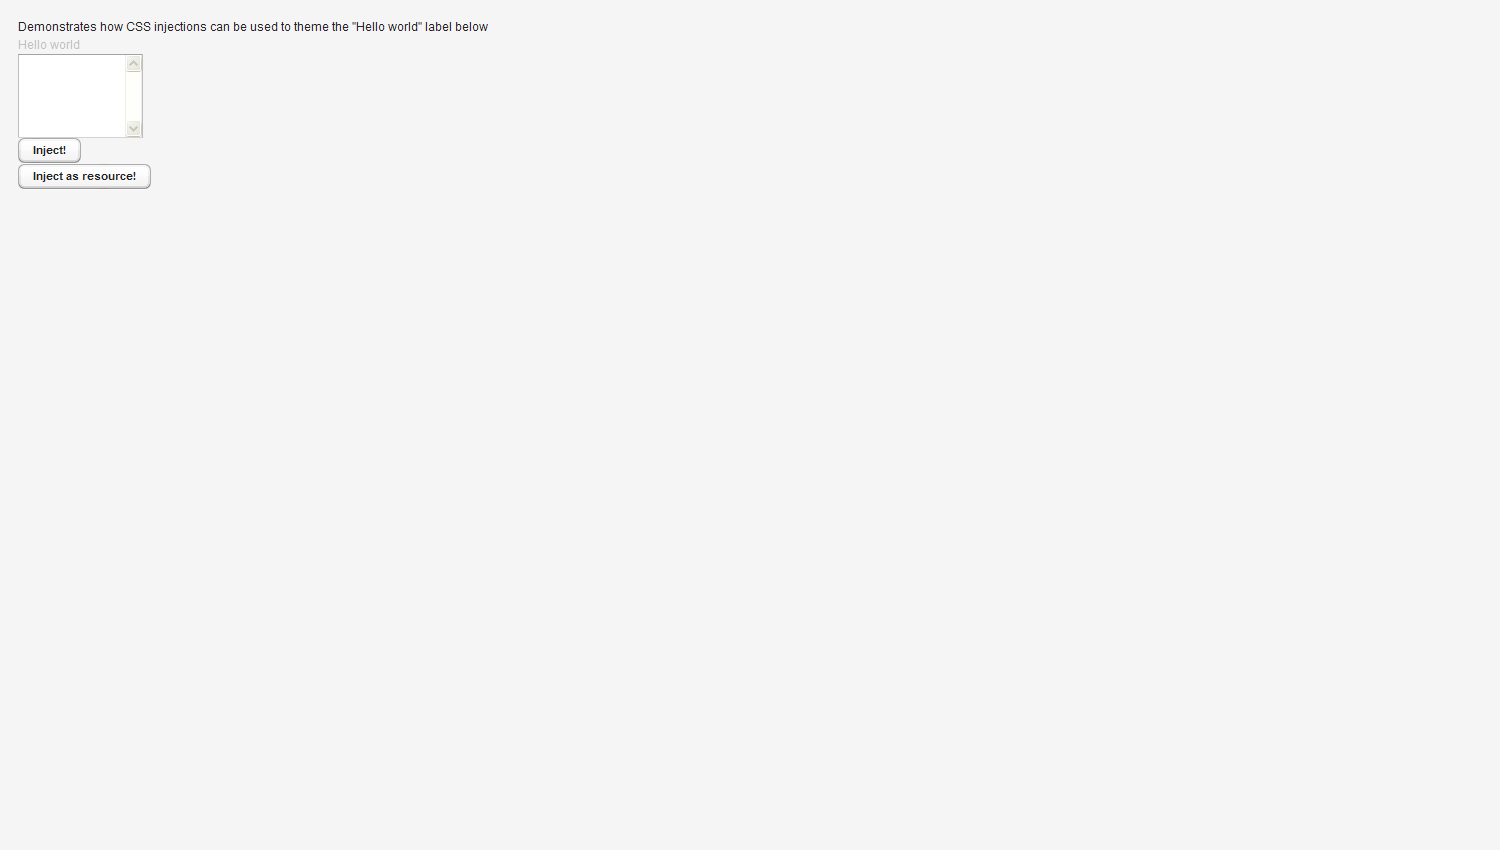 Demonstrates how CSS injections can be used to theme the "Hello world" label below
Hello world
Inject!
Inject as resource!